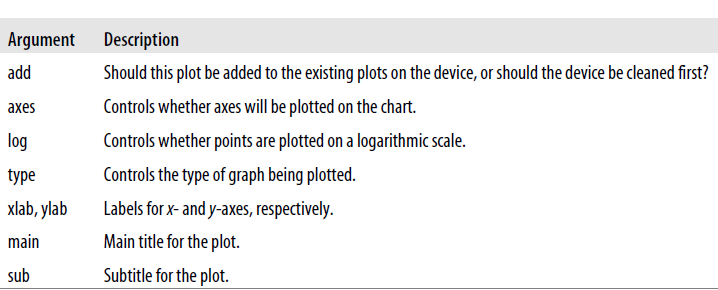 Argument Description
add Should this plot be added to the existing plots on the device, or should the device be cleaned first?
axes Controls whether axes will be plotted on the chart.
log Controls whether points are plotted on a logarithmic scale.
type Controls the type of graph being plotted.
xlab, ylab Labels for x- and y-axes, respectively.
main Main title for the plot.
sub Subtitle for the plot.